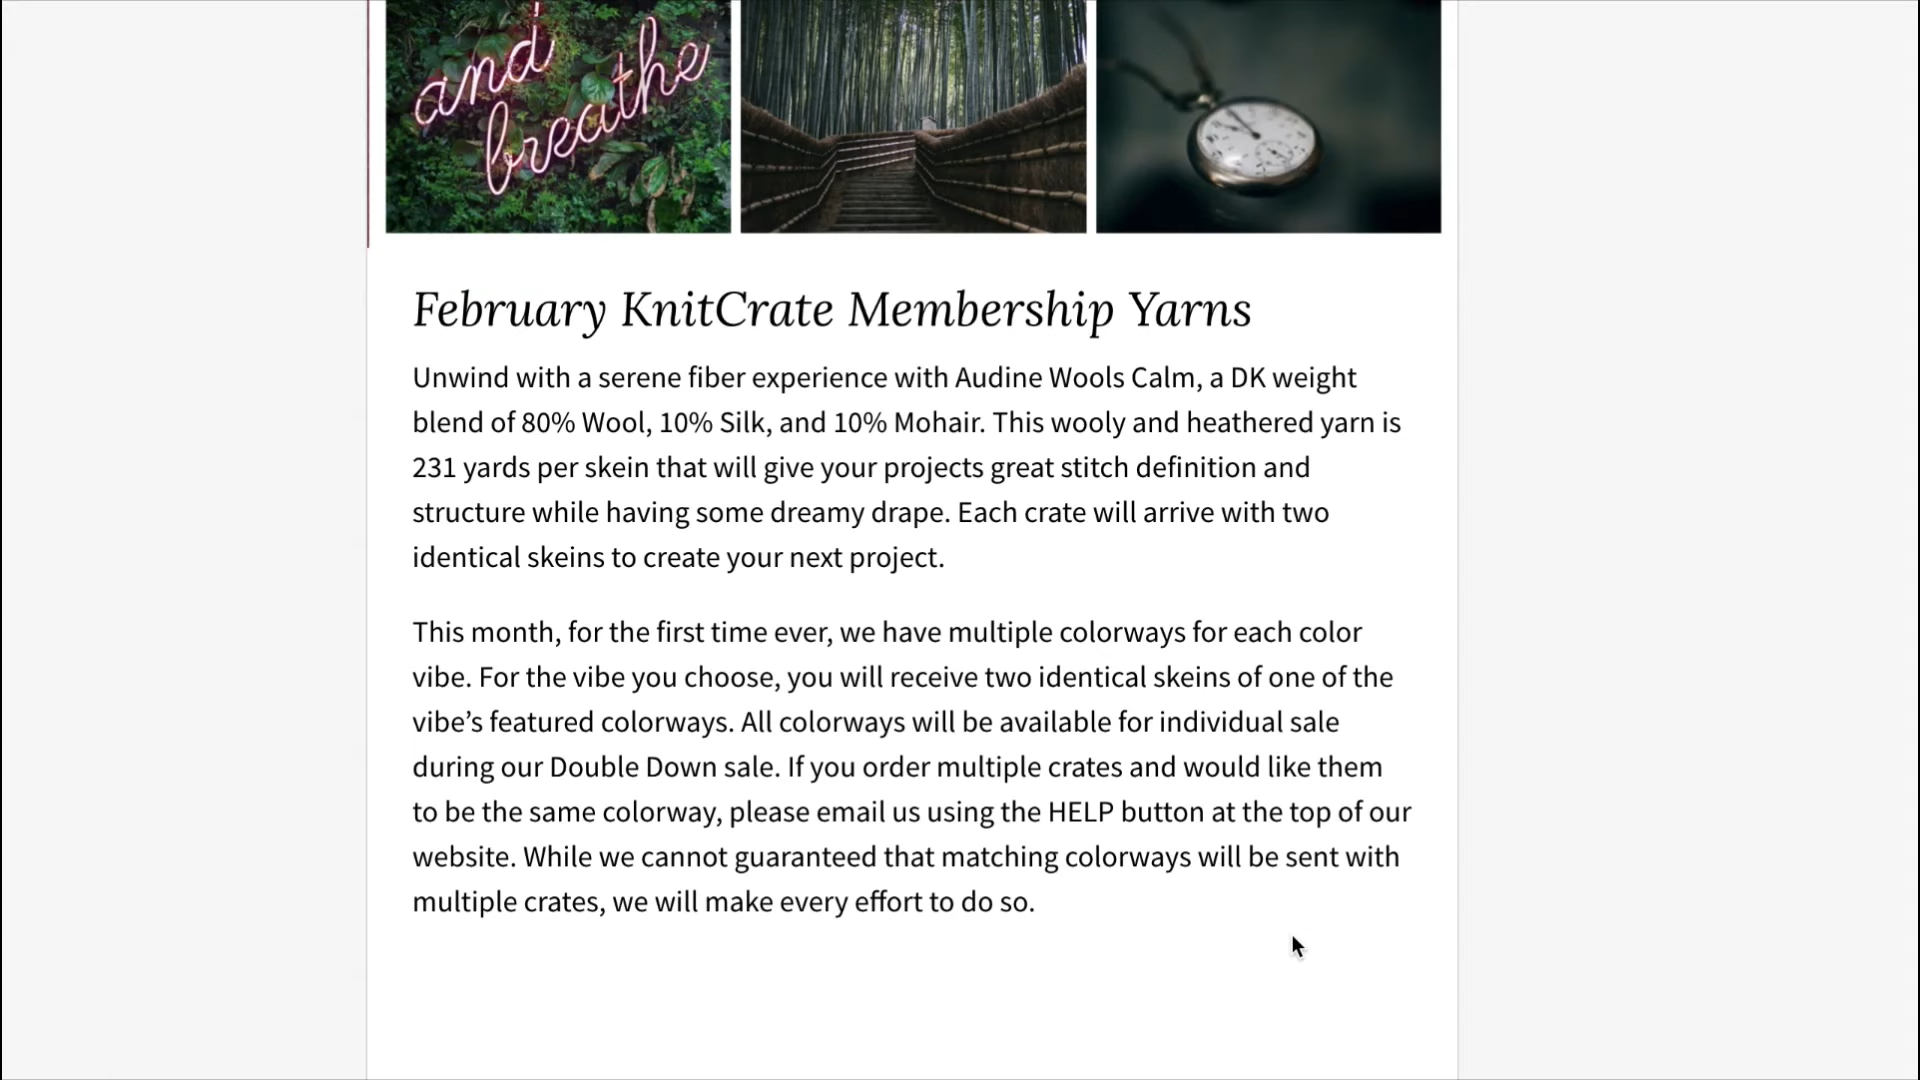 and
breathe
February KnitCrate Membership Yarns
Unwind with a serene fiber experience with Audine Wools Calm, a DK weight
blend of 80% Wool, 10% Silk, and 10% Mohair. This wooly and heathered yarn is
231 yards per skein that will give your projects great stitch definition and
structure while having some dreamy drape. Each crate will arrive with two
identical skeins to create your next project.
This month, for the first time ever, we have multiple colorways for each color
vibe. For the vibe you choose, you will receive two identical skeins of one of the
vibe’s featured colorways. All colorways will be available for individual sale
during our Double Down sale. If you order multiple crates and would like them
to be the same colorway, please email us using the HELP button at the top of our
website. While we cannot guaranteed that matching colorways will be sent with
multiple crates, we will make every effort to do so.